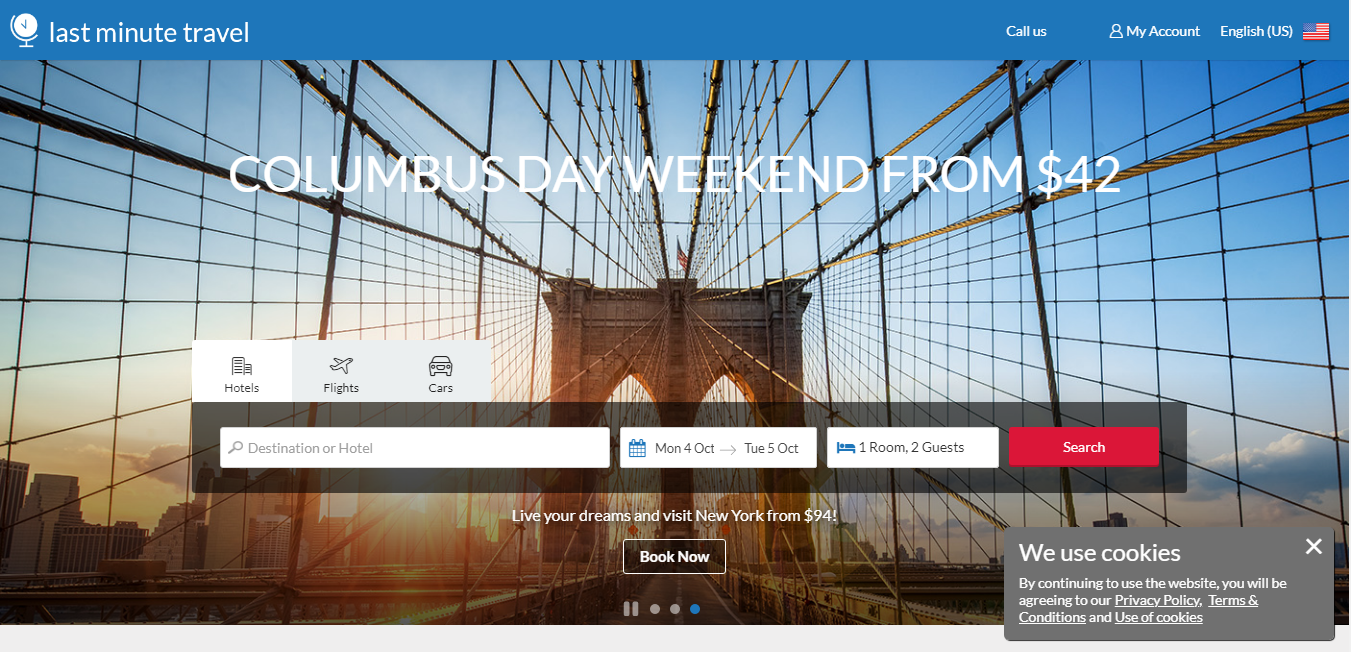 last minute travel
Call us
My Account
English (US)
COLUMBUS DAY WEEKEND FROM $42
Hotels
Flights
Cars
Destination or Hotel
Mon 4 Oct
Tue 5 Oct
1 Room, 2 Guests
Search
Live your dreams and visit New York from $94!
Book Now
We use cookies
By continuing to use the website, you will be
agreeing to our Privacy Policy, Terms &
Conditions and Use of cookies